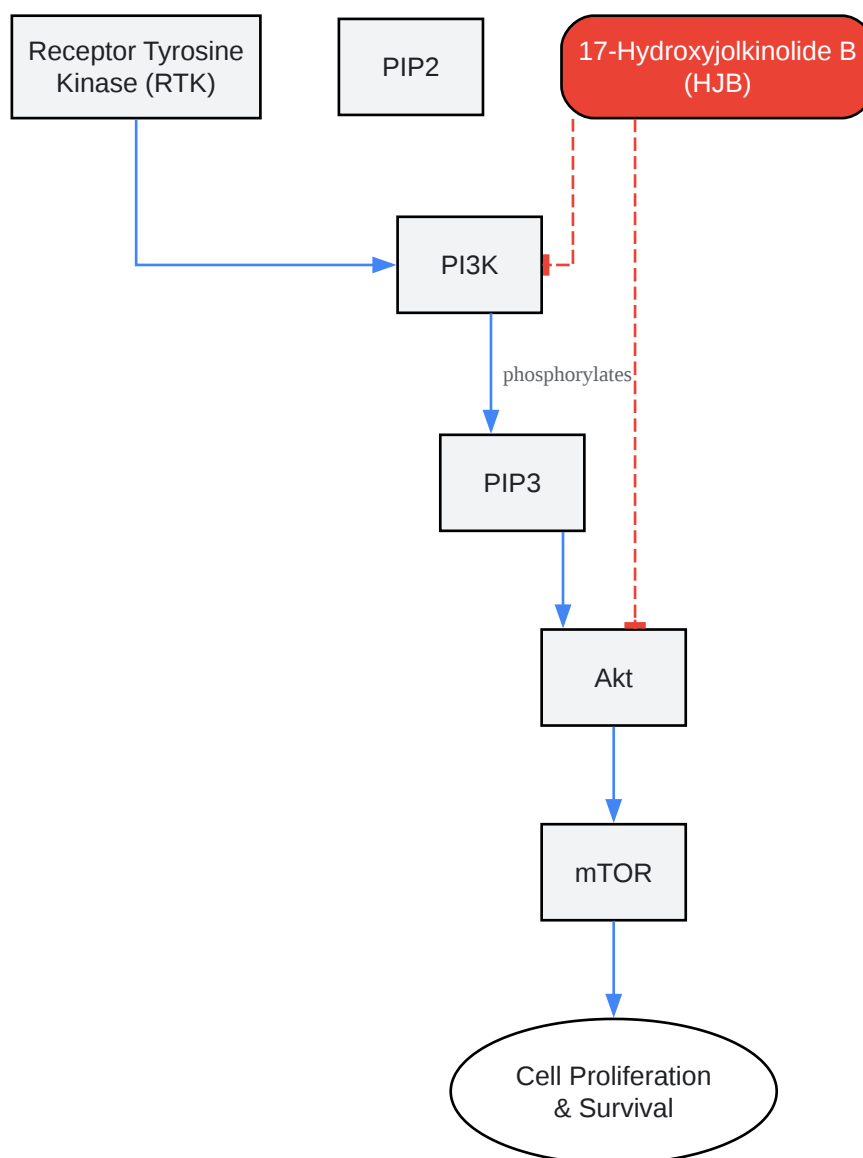 Receptor Tyrosine
Kinase (RTK)
PIP2
17-Hydroxyjolkinolide B
(HJB)
PI3K
phosphorylates
PIP3
Akt
mTOR
Cell Proliferation
& Survival